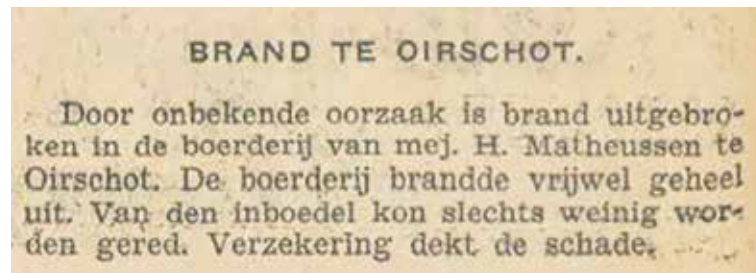 BRAND TE OIRSCHOT.
Door onbekende oorzaak is brand uitgebro-
ken in de boerderij van mej. H. Matheussen te
Oirschot. De boerderij brandde vrijwel geheel
uit. Van den inboedel kon slechts weinig wor-
den gered. Verzekering dekt de schade.